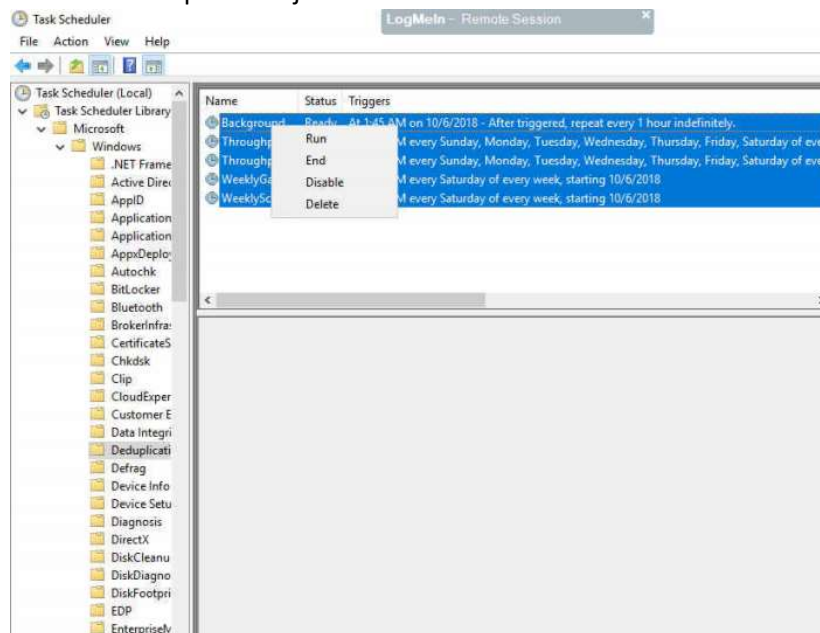 Task Scheduler
LogMeIn - Remote Session
File Action View Help
Task Scheduler (Local)
Task Scheduler Library
Microsoft
Windows
.NET Frame
Active Direc
AppID
Application
Application
AppxDeploy
Autochk
BitLocker
Bluetooth
BrokerInfra
CertificateS
Chkdsk
Clip
CloudExper
Customer E
Data Integri
Deduplicati
Defrag
Device Info
Device Setu
Diagnosis
DirectX
DiskCleanu
DiskDiagno
DiskFootpri
EDP
Name Status Triggers
Background Ready At 1:45 AM on 10/6/2018 - After triggered, repeat every 1 hour indefinitely.
Throughp M every Sunday, Monday, Tuesday, Wednesday, Thursday, Friday, Saturday of eve
Throughp M every Sunday, Monday, Tuesday, Wednesday, Thursday, Friday, Saturday of eve
WeeklyGa M every Saturday of every week, starting 10/6/2018
WeeklySc M every Saturday of every week, starting 10/6/2018
Run
End
Disable
Delete